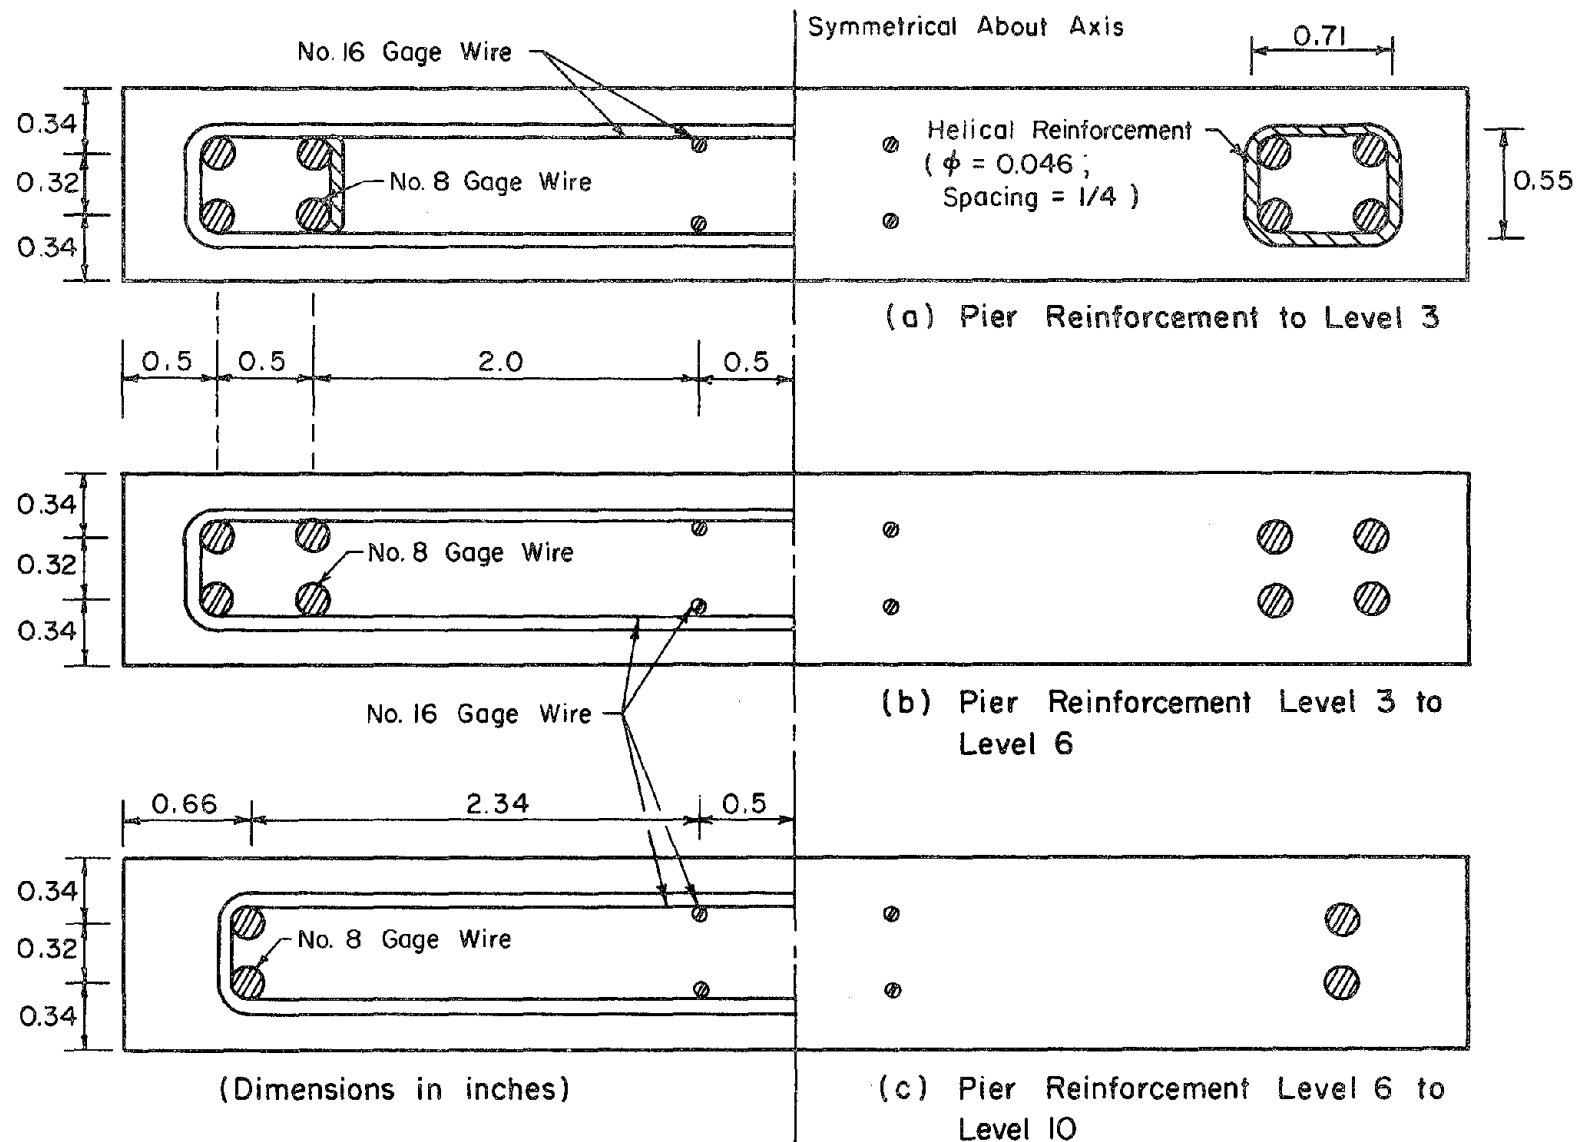 Symmetrical About Axis
No. 16 Gage Wire
0.71
0.34
0.32
0.34
No. 8 Gage Wire
Helical Reinforcement
( ϕ = 0.046 ;
Spacing = 1/4 )
0.55
(a) Pier Reinforcement to Level 3
0.5
0.5
2.0
0.5
0.34
0.32
0.34
No. 8 Gage Wire
No. 16 Gage Wire
(b) Pier Reinforcement Level 3 to
Level 6
0.66
2.34
0.5
0.34
0.32
0.34
No. 8 Gage Wire
(Dimensions in inches)
(c) Pier Reinforcement Level 6 to
Level 10